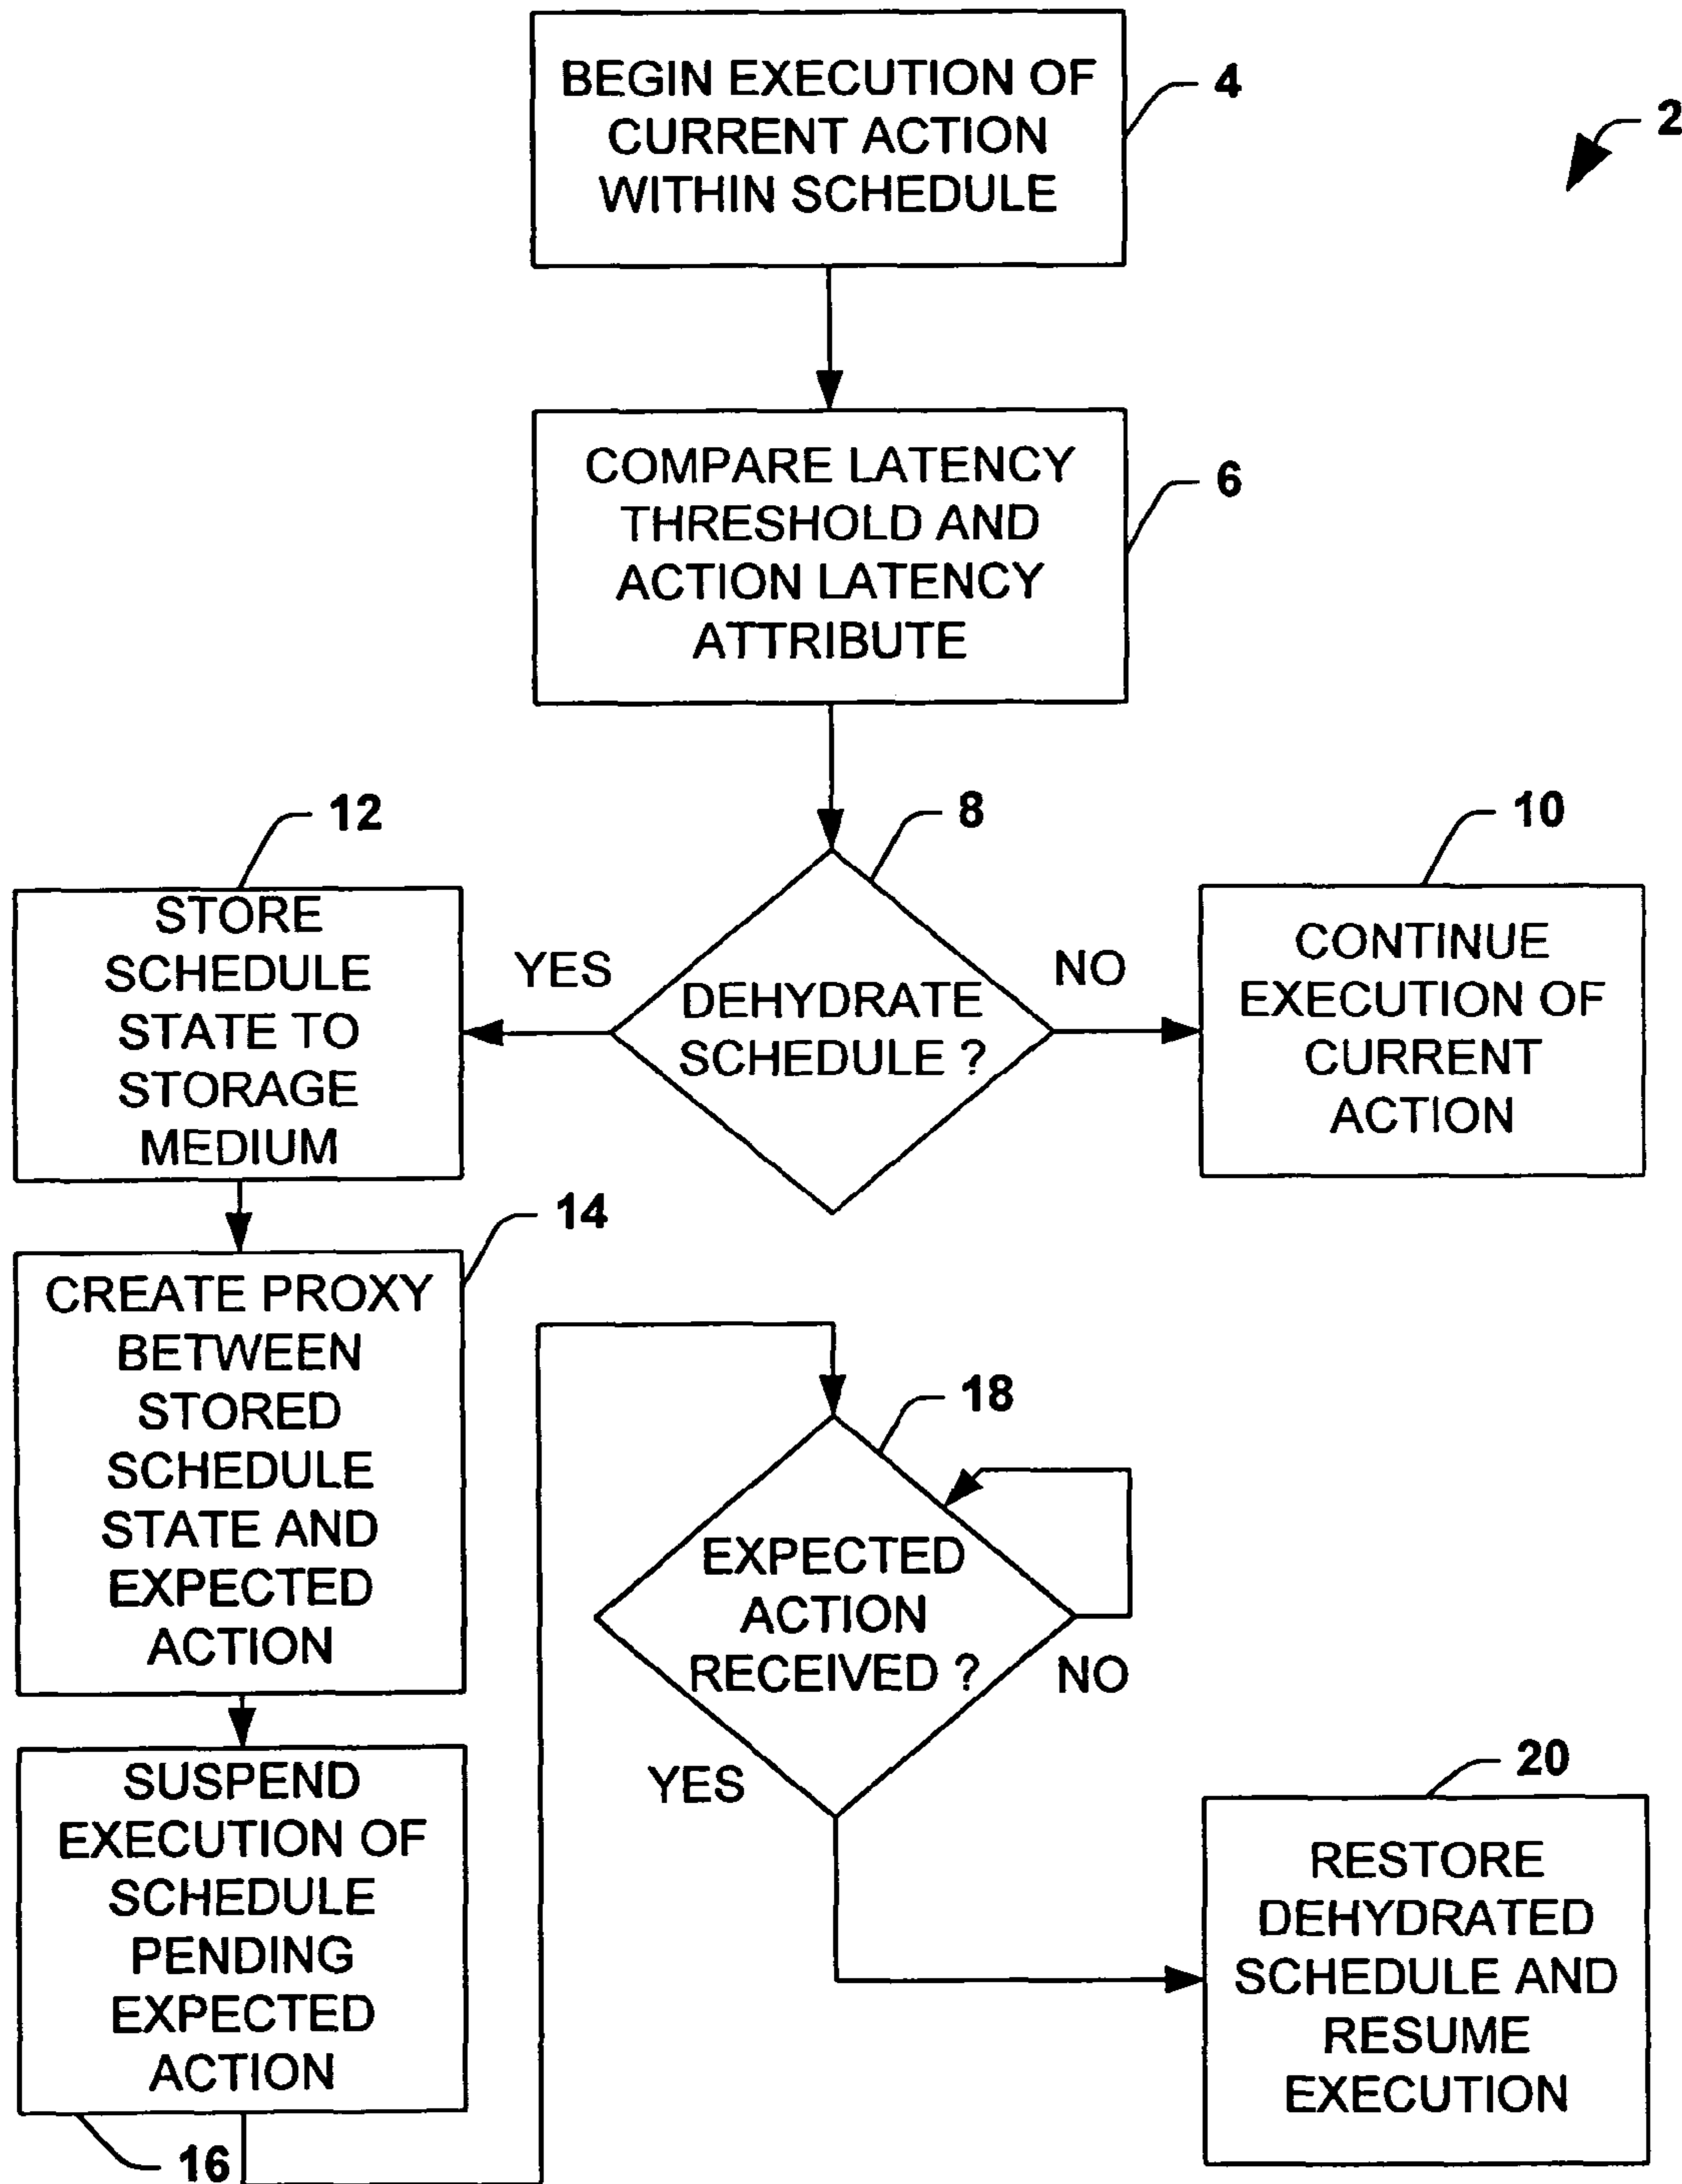 BEGIN EXECUTION OF
CURRENT ACTION
WITHIN SCHEDULE
4
2
COMPARE LATENCY
THRESHOLD AND
ACTION LATENCY
ATTRIBUTE
6
8
DEHYDRATE
SCHEDULE ?
YES
NO
10
CONTINUE
EXECUTION OF
CURRENT
ACTION
12
STORE
SCHEDULE
STATE TO
STORAGE
MEDIUM
14
CREATE PROXY
BETWEEN
STORED
SCHEDULE
STATE AND
EXPECTED
ACTION
SUSPEND
EXECUTION OF
SCHEDULE
PENDING
EXPECTED
ACTION
16
18
EXPECTED
ACTION
RECEIVED ?
NO
YES
20
RESTORE
DEHYDRATED
SCHEDULE AND
RESUME
EXECUTION